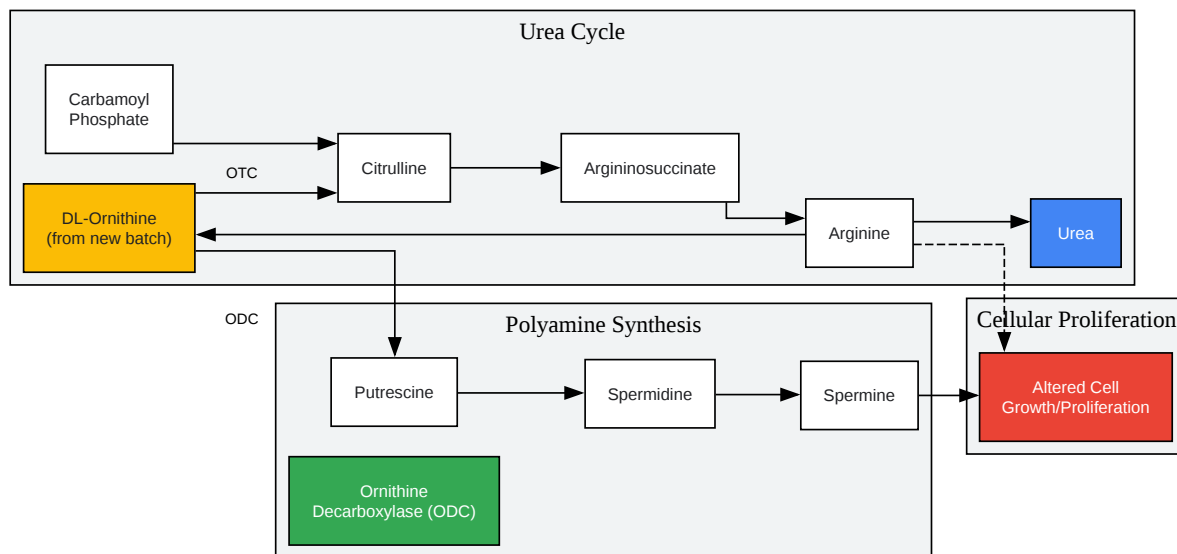 Urea Cycle
Carbamoyl
Phosphate
OTC
Citrulline
Argininosuccinate
DL-Ornithine
(from new batch)
Arginine
Urea
ODC
Polyamine Synthesis
Cellular Proliferation
Putrescine
Spermidine
Spermine
Altered Cell
Growth/Proliferation
Ornithine
Decarboxylase (ODC)